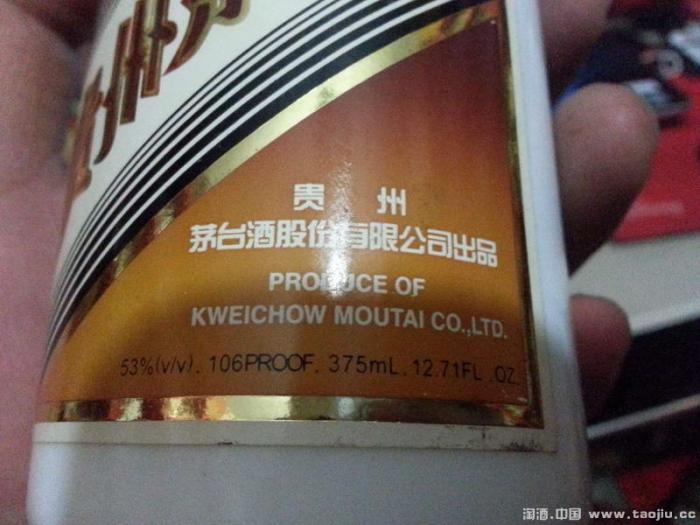 贵州
茅台酒股份有限公司出品
PRODUCE OF
KWEICHOW MOUTAI CO.,LTD.
53%(v/v). 106PROOF. 375mL. 12.71FL.OZ.
淘酒.中国 www.taojiu.cc